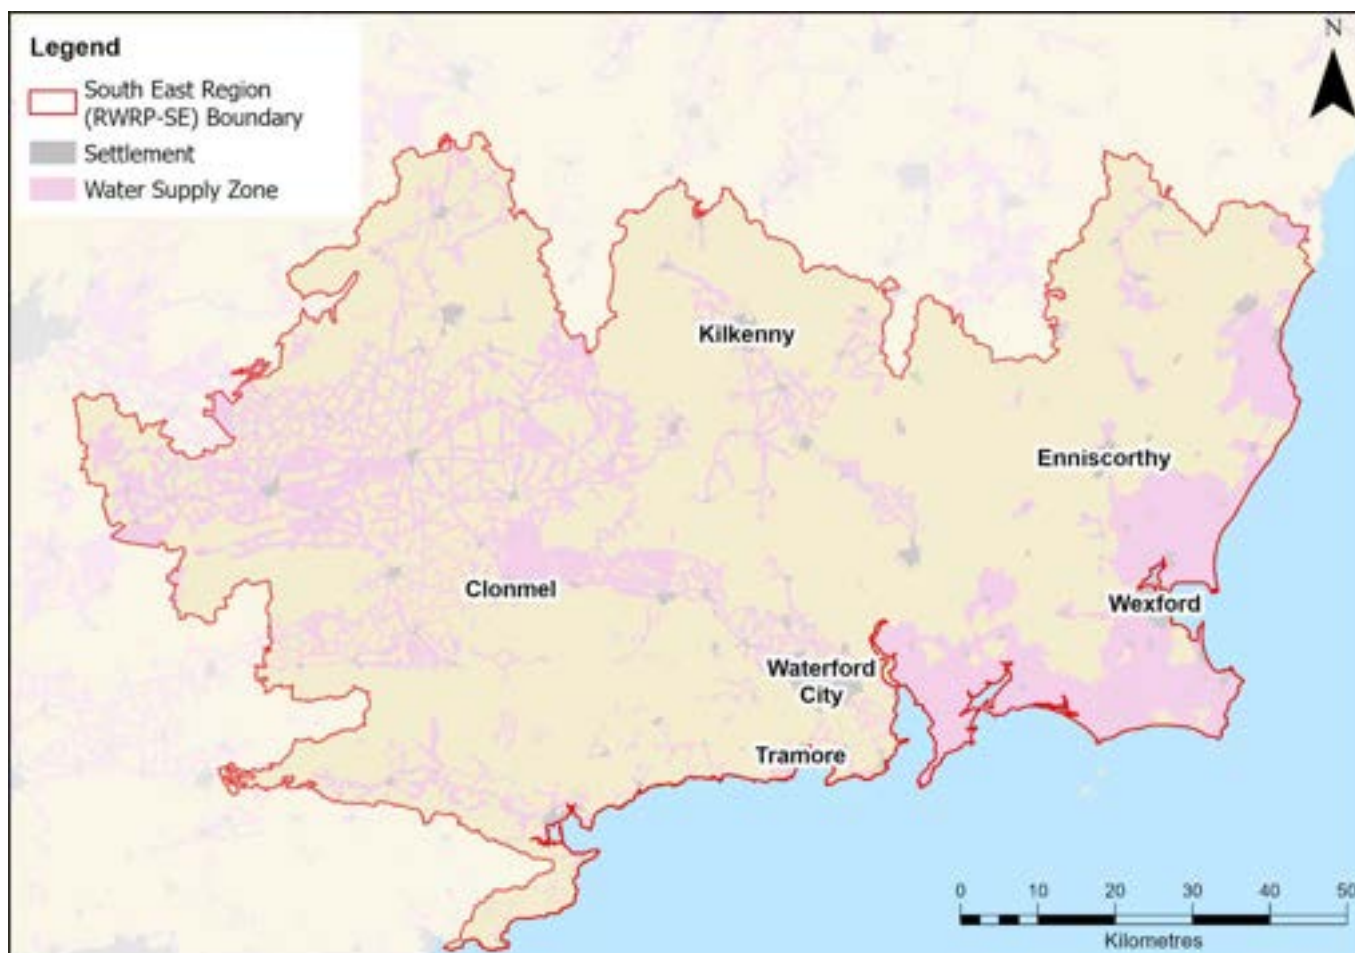 Legend
South East Region
(RWRP-SE) Boundary
Settlement
Water Supply Zone
N
Kilkenny
Enniscorthy
Clonmel
Wexford
Waterford
City
Tramore
0 10 20 30 40 50
Kilometres